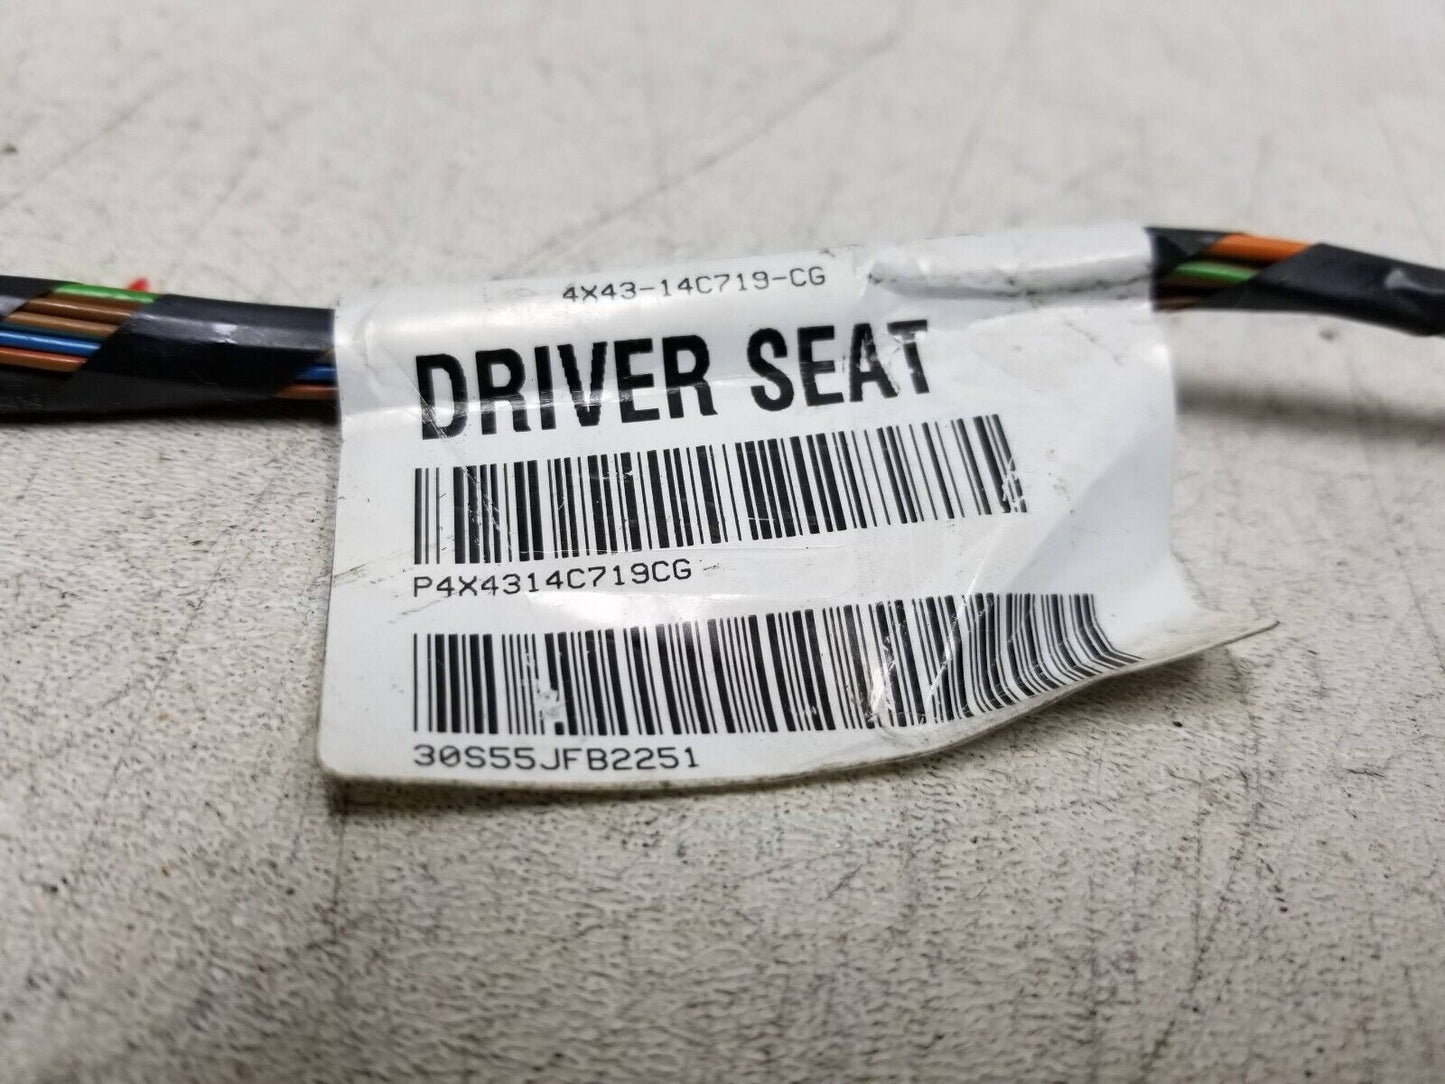 4X43-14C719-CG
DRIVER SEAT
P4X4314C719CG
30S55JFB2251